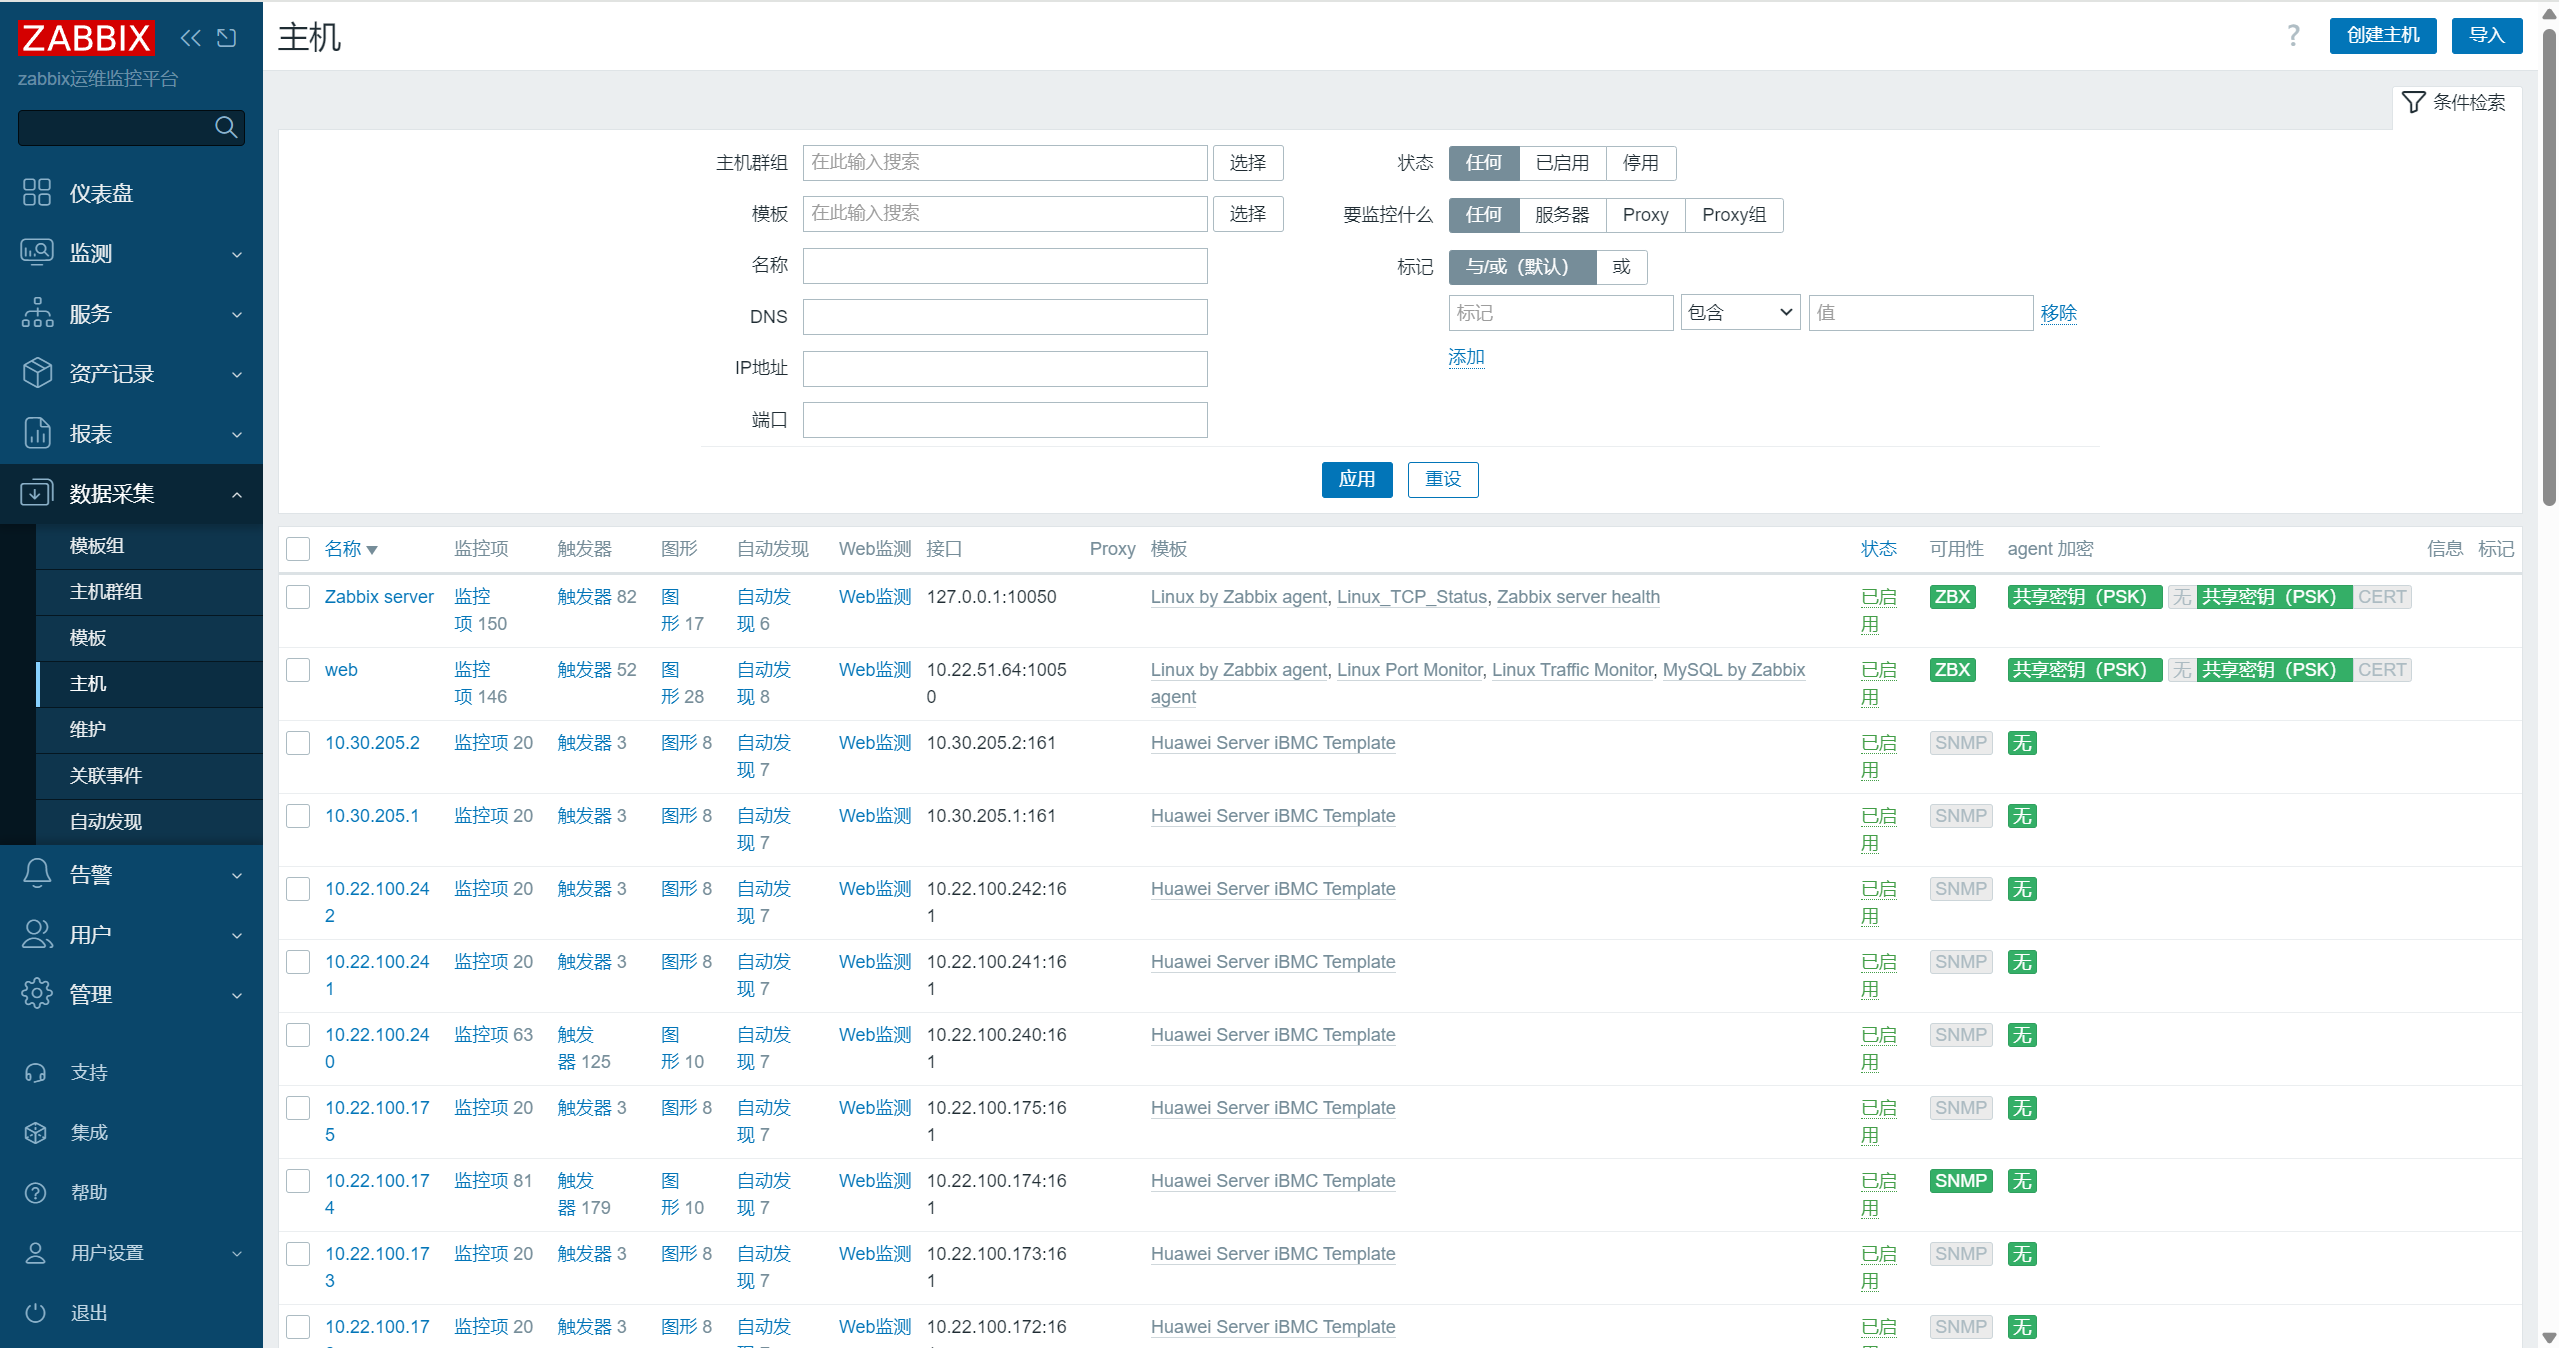 ZABBIX
zabbix运维监控平台
仪表盘
监测
服务
资产记录
报表
数据采集
模板组
主机群组
模板
主机
维护
关联事件
自动发现
告警
用户
管理
支持
集成
帮助
用户设置
退出
主机
? 创建主机 导入
条件检索
主机群组 在此输入搜索 选择
模板 在此输入搜索 选择
名称
DNS
IP地址
端口
状态 任何 已启用 停用
要监控什么 任何 服务器 Proxy Proxy组
标记 与/或（默认） 或
标记 包含 值 移除
添加
应用 重设
名称 监控项 触发器 图形 自动发现 Web监测 接口 Proxy 模板 状态 可用性 agent 加密 信息 标记
Zabbix server 监控 触发器 82 图 自动发 Web监测 127.0.0.1:10050 Linux by Zabbix agent, Linux_TCP_Status, Zabbix server health 已启 ZBX 共享密钥（PSK） 无 共享密钥（PSK） CERT
项 150 形 17 现 6 用
web 监控 触发器 52 图 自动发 Web监测 10.22.51.64:1005 Linux by Zabbix agent, Linux Port Monitor, Linux Traffic Monitor, MySQL by Zabbix 已启 ZBX 共享密钥（PSK） 无 共享密钥（PSK） CERT
项 146 形 28 现 8 0 agent 用
10.30.205.2 监控项 20 触发器 3 图形 8 自动发 Web监测 10.30.205.2:161 Huawei Server iBMC Template 已启 SNMP 无
现 7 用
10.30.205.1 监控项 20 触发器 3 图形 8 自动发 Web监测 10.30.205.1:161 Huawei Server iBMC Template 已启 SNMP 无
现 7 用
10.22.100.24 监控项 20 触发器 3 图形 8 自动发 Web监测 10.22.100.242:16 Huawei Server iBMC Template 已启 SNMP 无
2 现 7 1 用
10.22.100.24 监控项 20 触发器 3 图形 8 自动发 Web监测 10.22.100.241:16 Huawei Server iBMC Template 已启 SNMP 无
1 现 7 1 用
10.22.100.24 监控项 63 触发 图 自动发 Web监测 10.22.100.240:16 Huawei Server iBMC Template 已启 SNMP 无
0 器 125 形 10 现 7 1 用
10.22.100.17 监控项 20 触发器 3 图形 8 自动发 Web监测 10.22.100.175:16 Huawei Server iBMC Template 已启 SNMP 无
5 现 7 1 用
10.22.100.17 监控项 81 触发 图 自动发 Web监测 10.22.100.174:16 Huawei Server iBMC Template 已启 SNMP 无
4 器 179 形 10 现 7 1 用
10.22.100.17 监控项 20 触发器 3 图形 8 自动发 Web监测 10.22.100.173:16 Huawei Server iBMC Template 已启 SNMP 无
3 现 7 1 用
10.22.100.17 监控项 20 触发器 3 图形 8 自动发 Web监测 10.22.100.172:16 Huawei Server iBMC Template 已启 SNMP 无